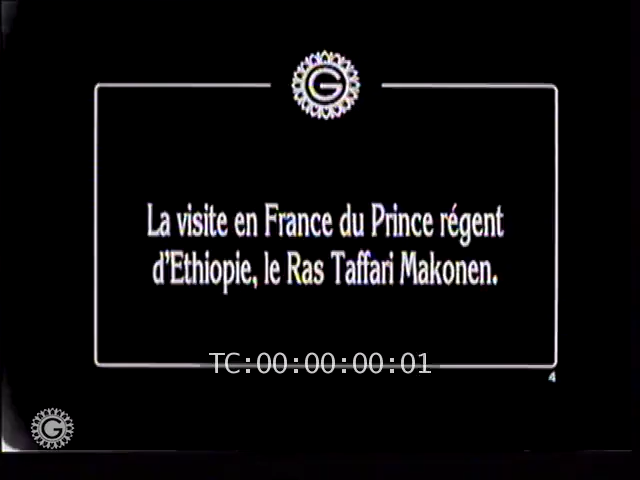 G
La visite en France du Prince régent
d'Ethiopie, le Ras Taffari Makonen.
TC:00:00:00:01
4
G